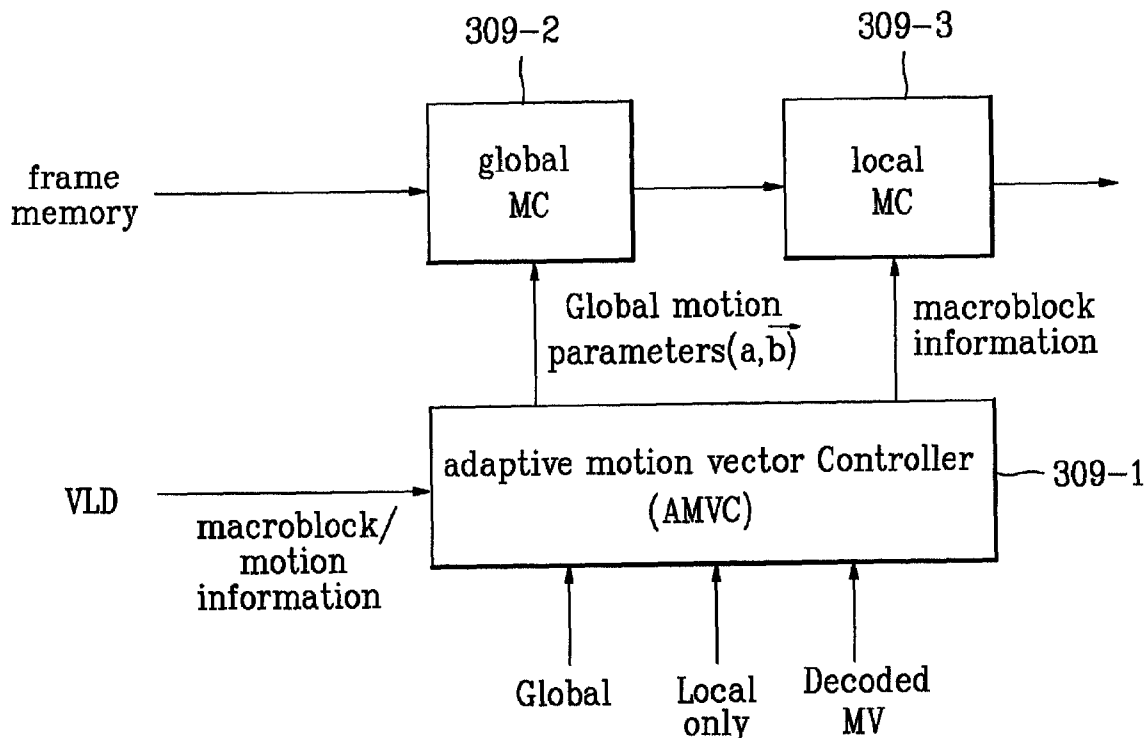 309-2
309-3
frame
memory
global
MC
local
MC
Global motion
parameters(a,b⃗)
macroblock
information
VLD
macroblock/
motion
information
adaptive motion vector Controller
(AMVC)
309-1
Global
Local
only
Decoded
MV